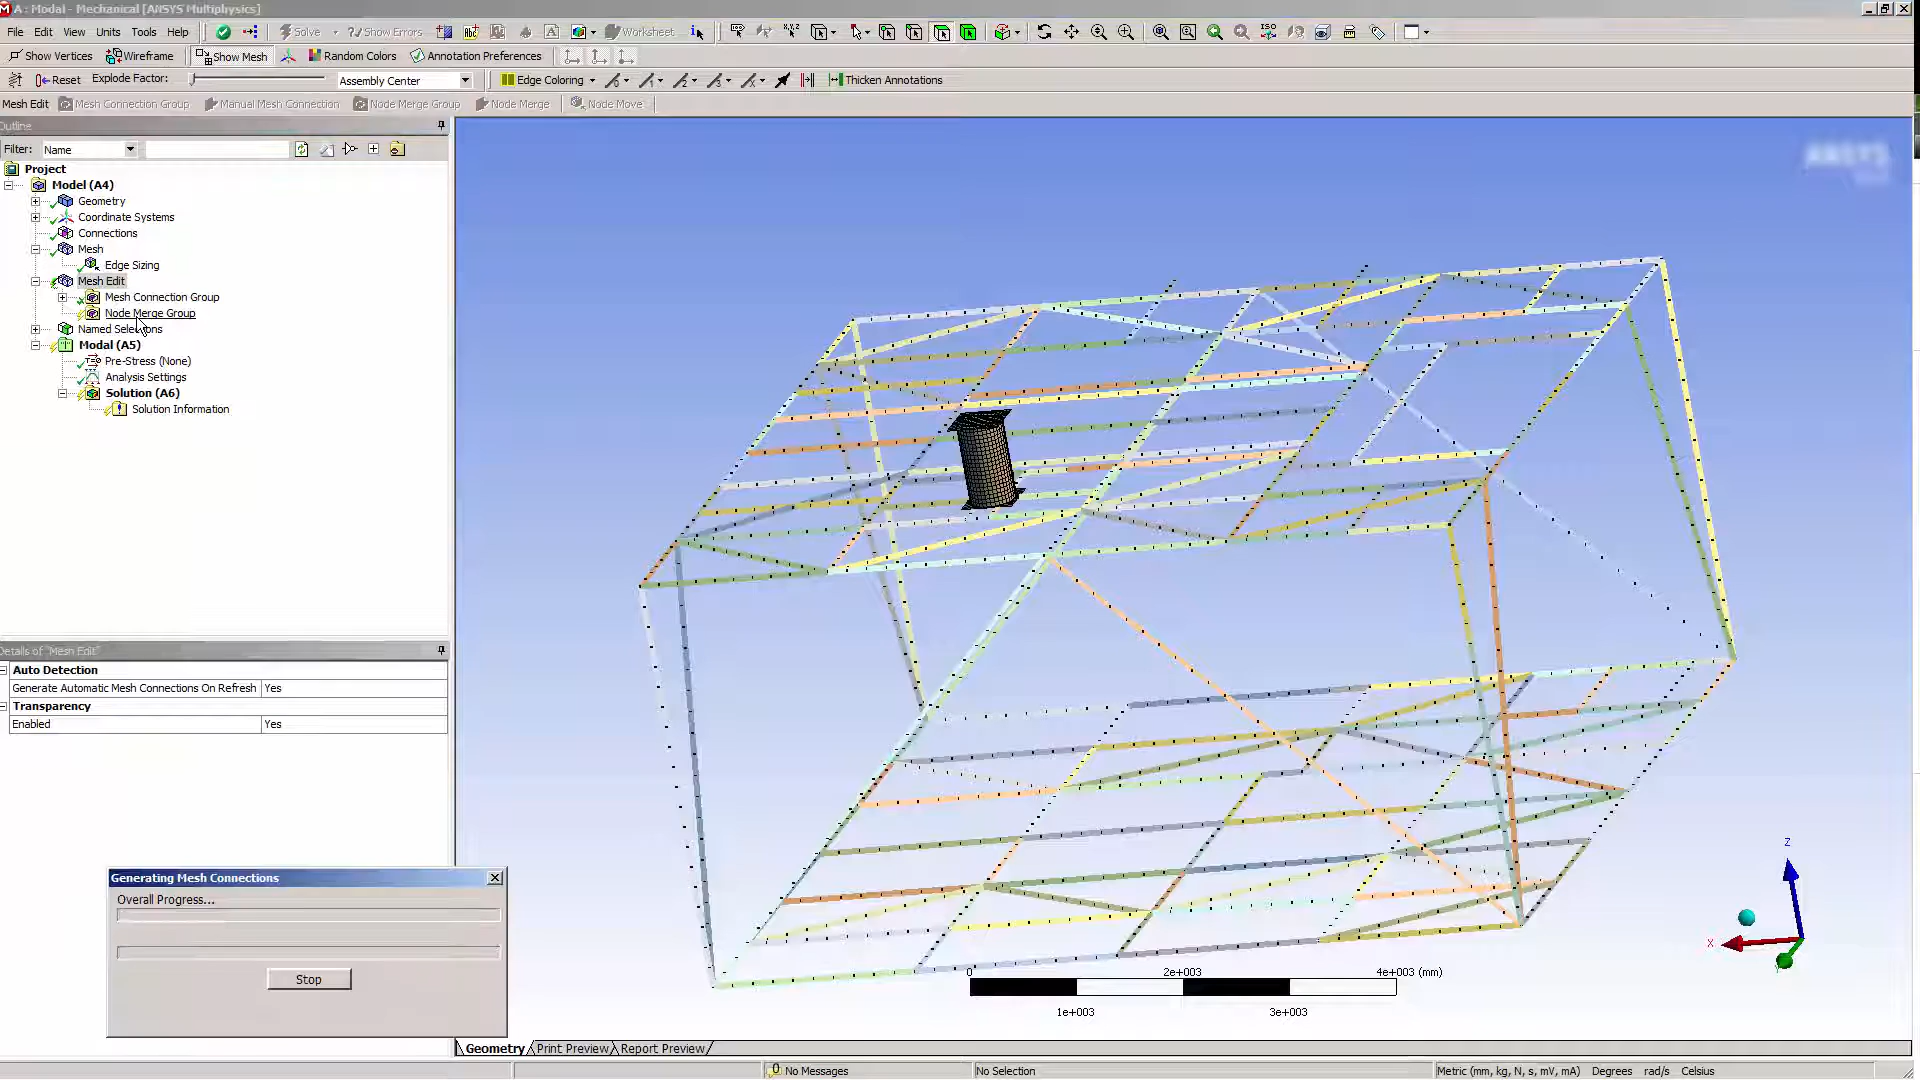 A : Modal - Mechanical [ANSYS Multiphysics]
File Edit View Units Tools Help Solve ?/Show Errors Worksheet
Show Vertices Wireframe Show Mesh Random Colors Annotation Preferences
Reset Explode Factor: Assembly Center Edge Coloring Thicken Annotations
Mesh Edit Mesh Connection Group Manual Mesh Connection Node Merge Group Node Merge Node Move
Outline
Filter: Name
Project
Model (A4)
Geometry
Coordinate Systems
Connections
Mesh
Edge Sizing
Mesh Edit
Mesh Connection Group
Node Merge Group
Named Selections
Modal (A5)
Pre-Stress (None)
Analysis Settings
Solution (A6)
Solution Information
Details of "Mesh Edit"
Auto Detection
Generate Automatic Mesh Connections On Refresh Yes
Transparency
Enabled Yes
Generating Mesh Connections
Overall Progress...
Stop
ANSYS
Z
X
0 2e+003 4e+003 (mm)
1e+003 3e+003
Geometry Print Preview Report Preview
0 No Messages No Selection Metric (mm, kg, N, s, mV, mA) Degrees rad/s Celsius